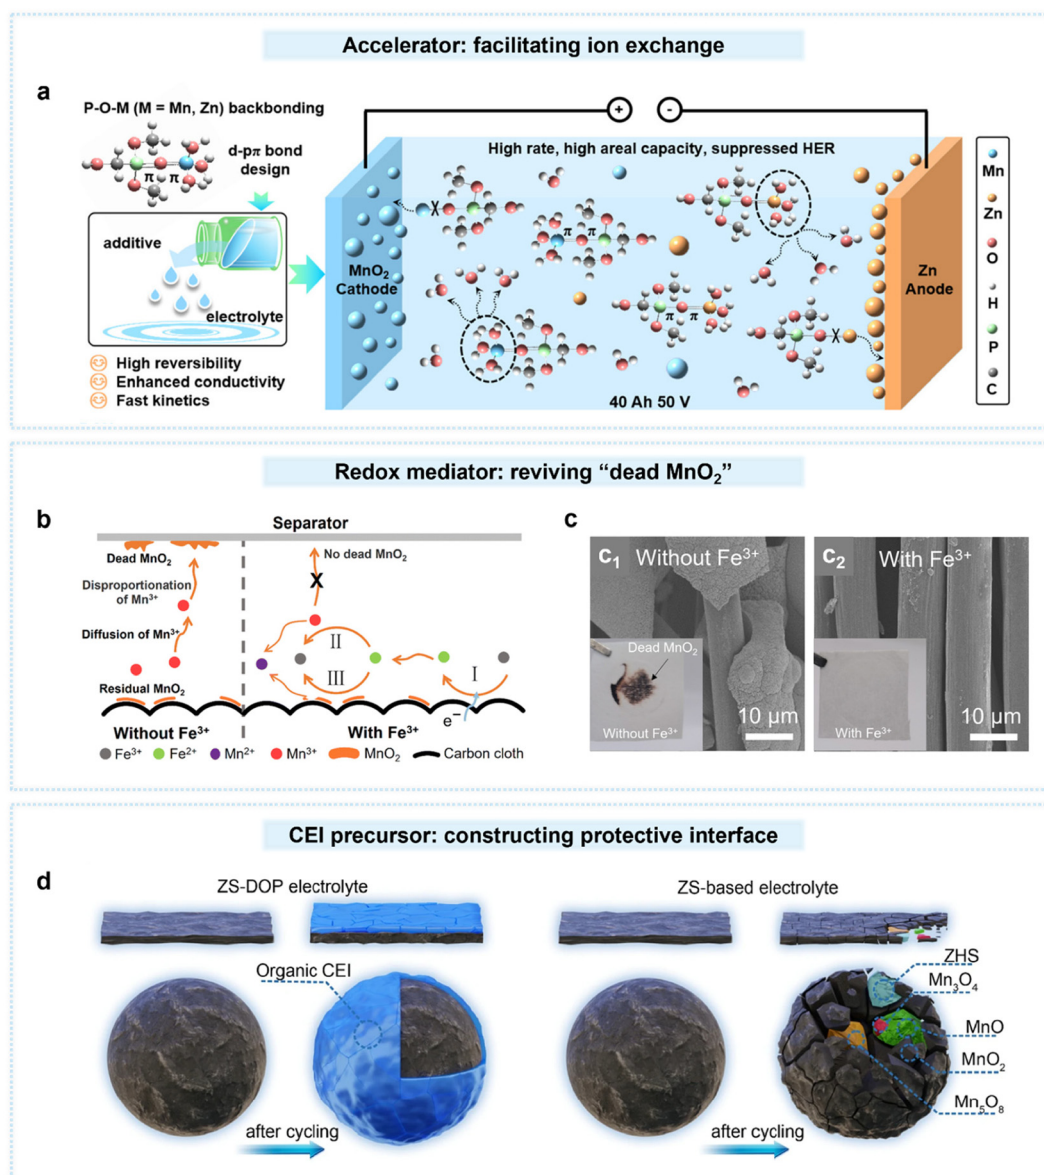 Accelerator: facilitating ion exchange
a
P-O-M (M = Mn, Zn) backbonding
d-pπ bond
design
π π
additive
electrolyte
High reversibility
Enhanced conductivity
Fast kinetics
+ -
High rate, high areal capacity, suppressed HER
MnO₂
Cathode
X
π π
π π
X
Zn
Anode
40 Ah 50 V
Mn
Zn
O
H
P
C
Redox mediator: reviving “dead MnO₂”
b
Separator
Dead MnO₂
No dead MnO₂
Disproportionation
of Mn³⁺
X
Diffusion of Mn³⁺
II
III
I
Residual MnO₂
e⁻
Without Fe³⁺ With Fe³⁺
Fe³⁺ Fe²⁺ Mn²⁺ Mn³⁺ MnO₂ Carbon cloth
c
c₁ Without Fe³⁺
Dead MnO₂
Without Fe³⁺
10 μm
c₂ With Fe³⁺
With Fe³⁺
10 μm
CEI precursor: constructing protective interface
d
ZS-DOP electrolyte
Organic CEI
after cycling
ZS-based electrolyte
ZHS
Mn₃O₄
MnO
MnO₂
Mn₅O₈
after cycling